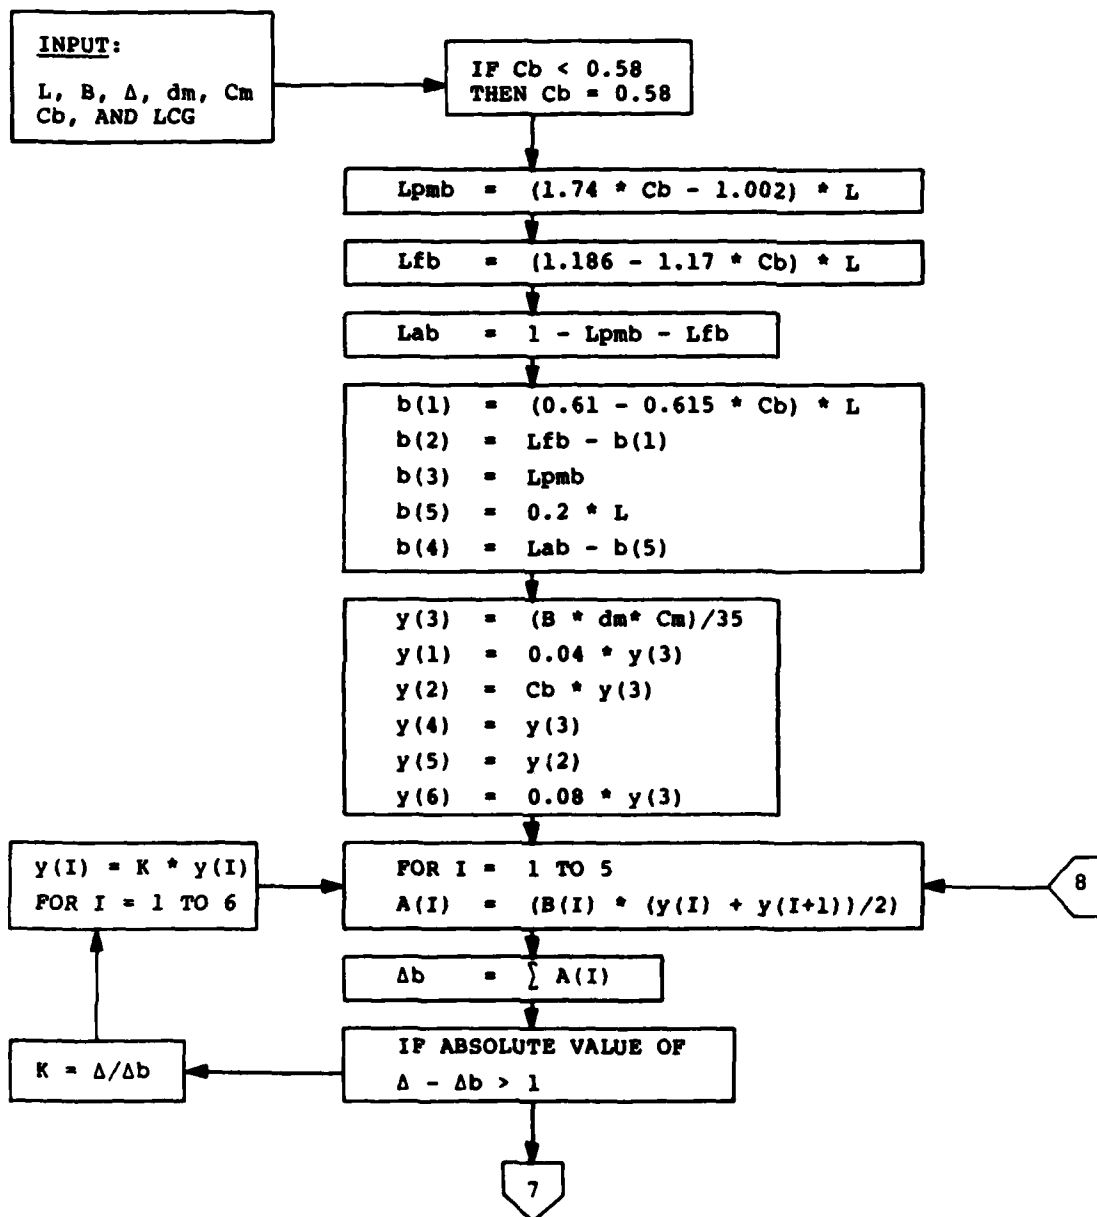 INPUT:
L, B, Δ, dm, Cm
Cb, AND LCG
IF Cb < 0.58
THEN Cb = 0.58
Lpmb = (1.74 * Cb - 1.002) * L
Lfb = (1.186 - 1.17 * Cb) * L
Lab = 1 - Lpmb - Lfb
b(1) = (0.61 - 0.615 * Cb) * L
b(2) = Lfb - b(1)
b(3) = Lpmb
b(5) = 0.2 * L
b(4) = Lab - b(5)
y(3) = (B * dm* Cm)/35
y(1) = 0.04 * y(3)
y(2) = Cb * y(3)
y(4) = y(3)
y(5) = y(2)
y(6) = 0.08 * y(3)
y(I) = K * y(I)
FOR I = 1 TO 6
FOR I = 1 TO 5
A(I) = (B(I) * (y(I) + y(I+1))/2)
8
Δb = ∑ A(I)
K = Δ/Δb
IF ABSOLUTE VALUE OF
Δ - Δb > 1
7